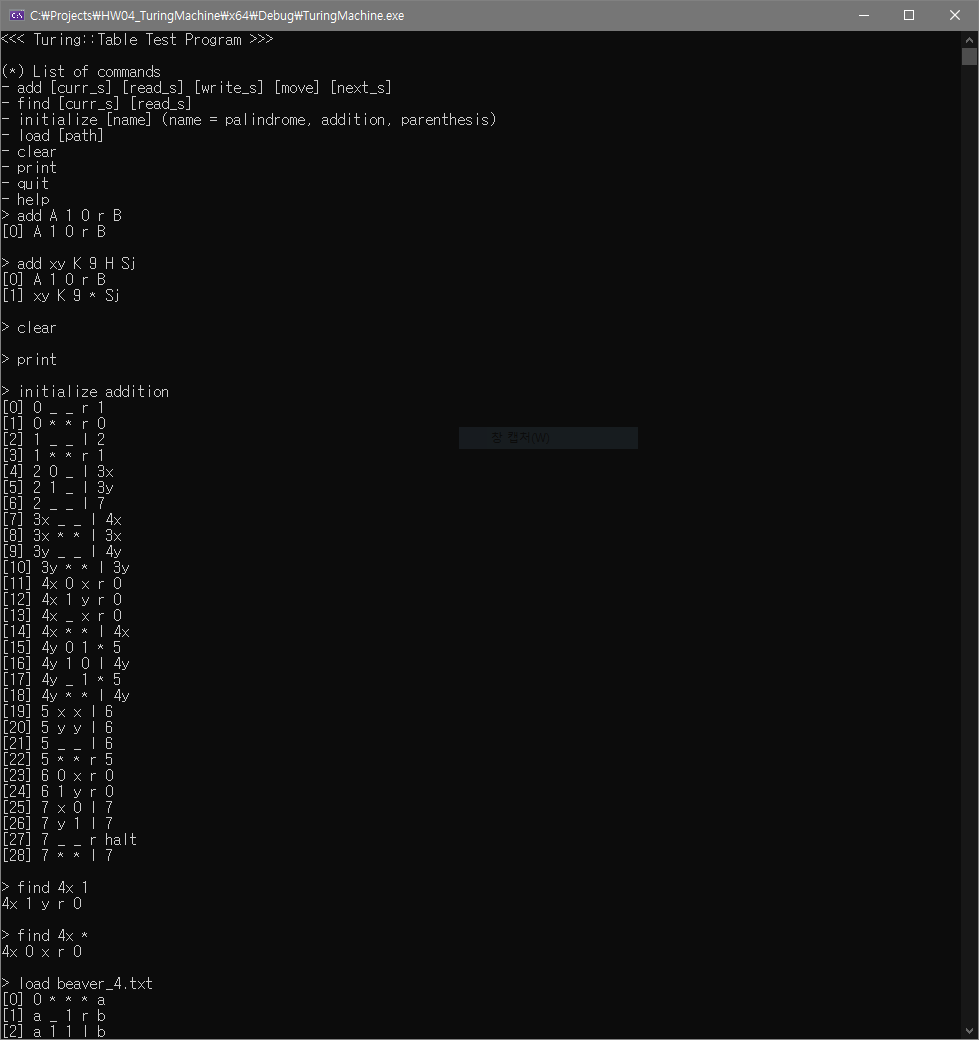 C:\Projects\HW04_TuringMachine\x64\Debug\TuringMachine.exe
<<< Turing::Table Test Program >>>
(*) List of commands
- add [curr_s] [read_s] [write_s] [move] [next_s]
- find [curr_s] [read_s]
- initialize [name] (name = palindrome, addition, parenthesis)
- load [path]
- clear
- print
- quit
- help
> add A 1 0 r B
[0] A 1 0 r B
> add xy K 9 H Sj
[0] A 1 0 r B
[1] xy K 9 * Sj
> clear
> print
> initialize addition
[0] 0 _ _ r 1
[1] 0 * * r 0
[2] 1 _ _ l 2
[3] 1 * * r 1
[4] 2 0 _ l 3x
[5] 2 1 _ l 3y
[6] 2 _ _ l 7
[7] 3x _ _ l 4x
[8] 3x * * l 3x
[9] 3y _ _ l 4y
[10] 3y * * l 3y
[11] 4x 0 x r 0
[12] 4x 1 y r 0
[13] 4x _ x r 0
[14] 4x * * l 4x
[15] 4y 0 1 * 5
[16] 4y 1 0 l 4y
[17] 4y _ 1 * 5
[18] 4y * * l 4y
[19] 5 x x l 6
[20] 5 y y l 6
[21] 5 _ _ l 6
[22] 5 * * r 5
[23] 6 0 x r 0
[24] 6 1 y r 0
[25] 7 x 0 l 7
[26] 7 y 1 l 7
[27] 7 _ _ r halt
[28] 7 * * l 7
창 캡처(W)
> find 4x 1
4x 1 y r 0
> find 4x *
4x 0 x r 0
> load beaver_4.txt
[0] 0 * * * a
[1] a _ 1 r b
[2] a 1 1 l b